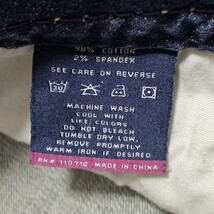 98% COTTON
2% SPANDEX
SEE CARE ON REVERSE
30
MACHINE WASH
COOL WITH
LIKE COLORS
DO NOT BLEACH
TUMBLE DRY LOW,
REMOVE PROMPTLY
WARM IRON IF DESIRED
RN# 110712 MADE IN CHINA